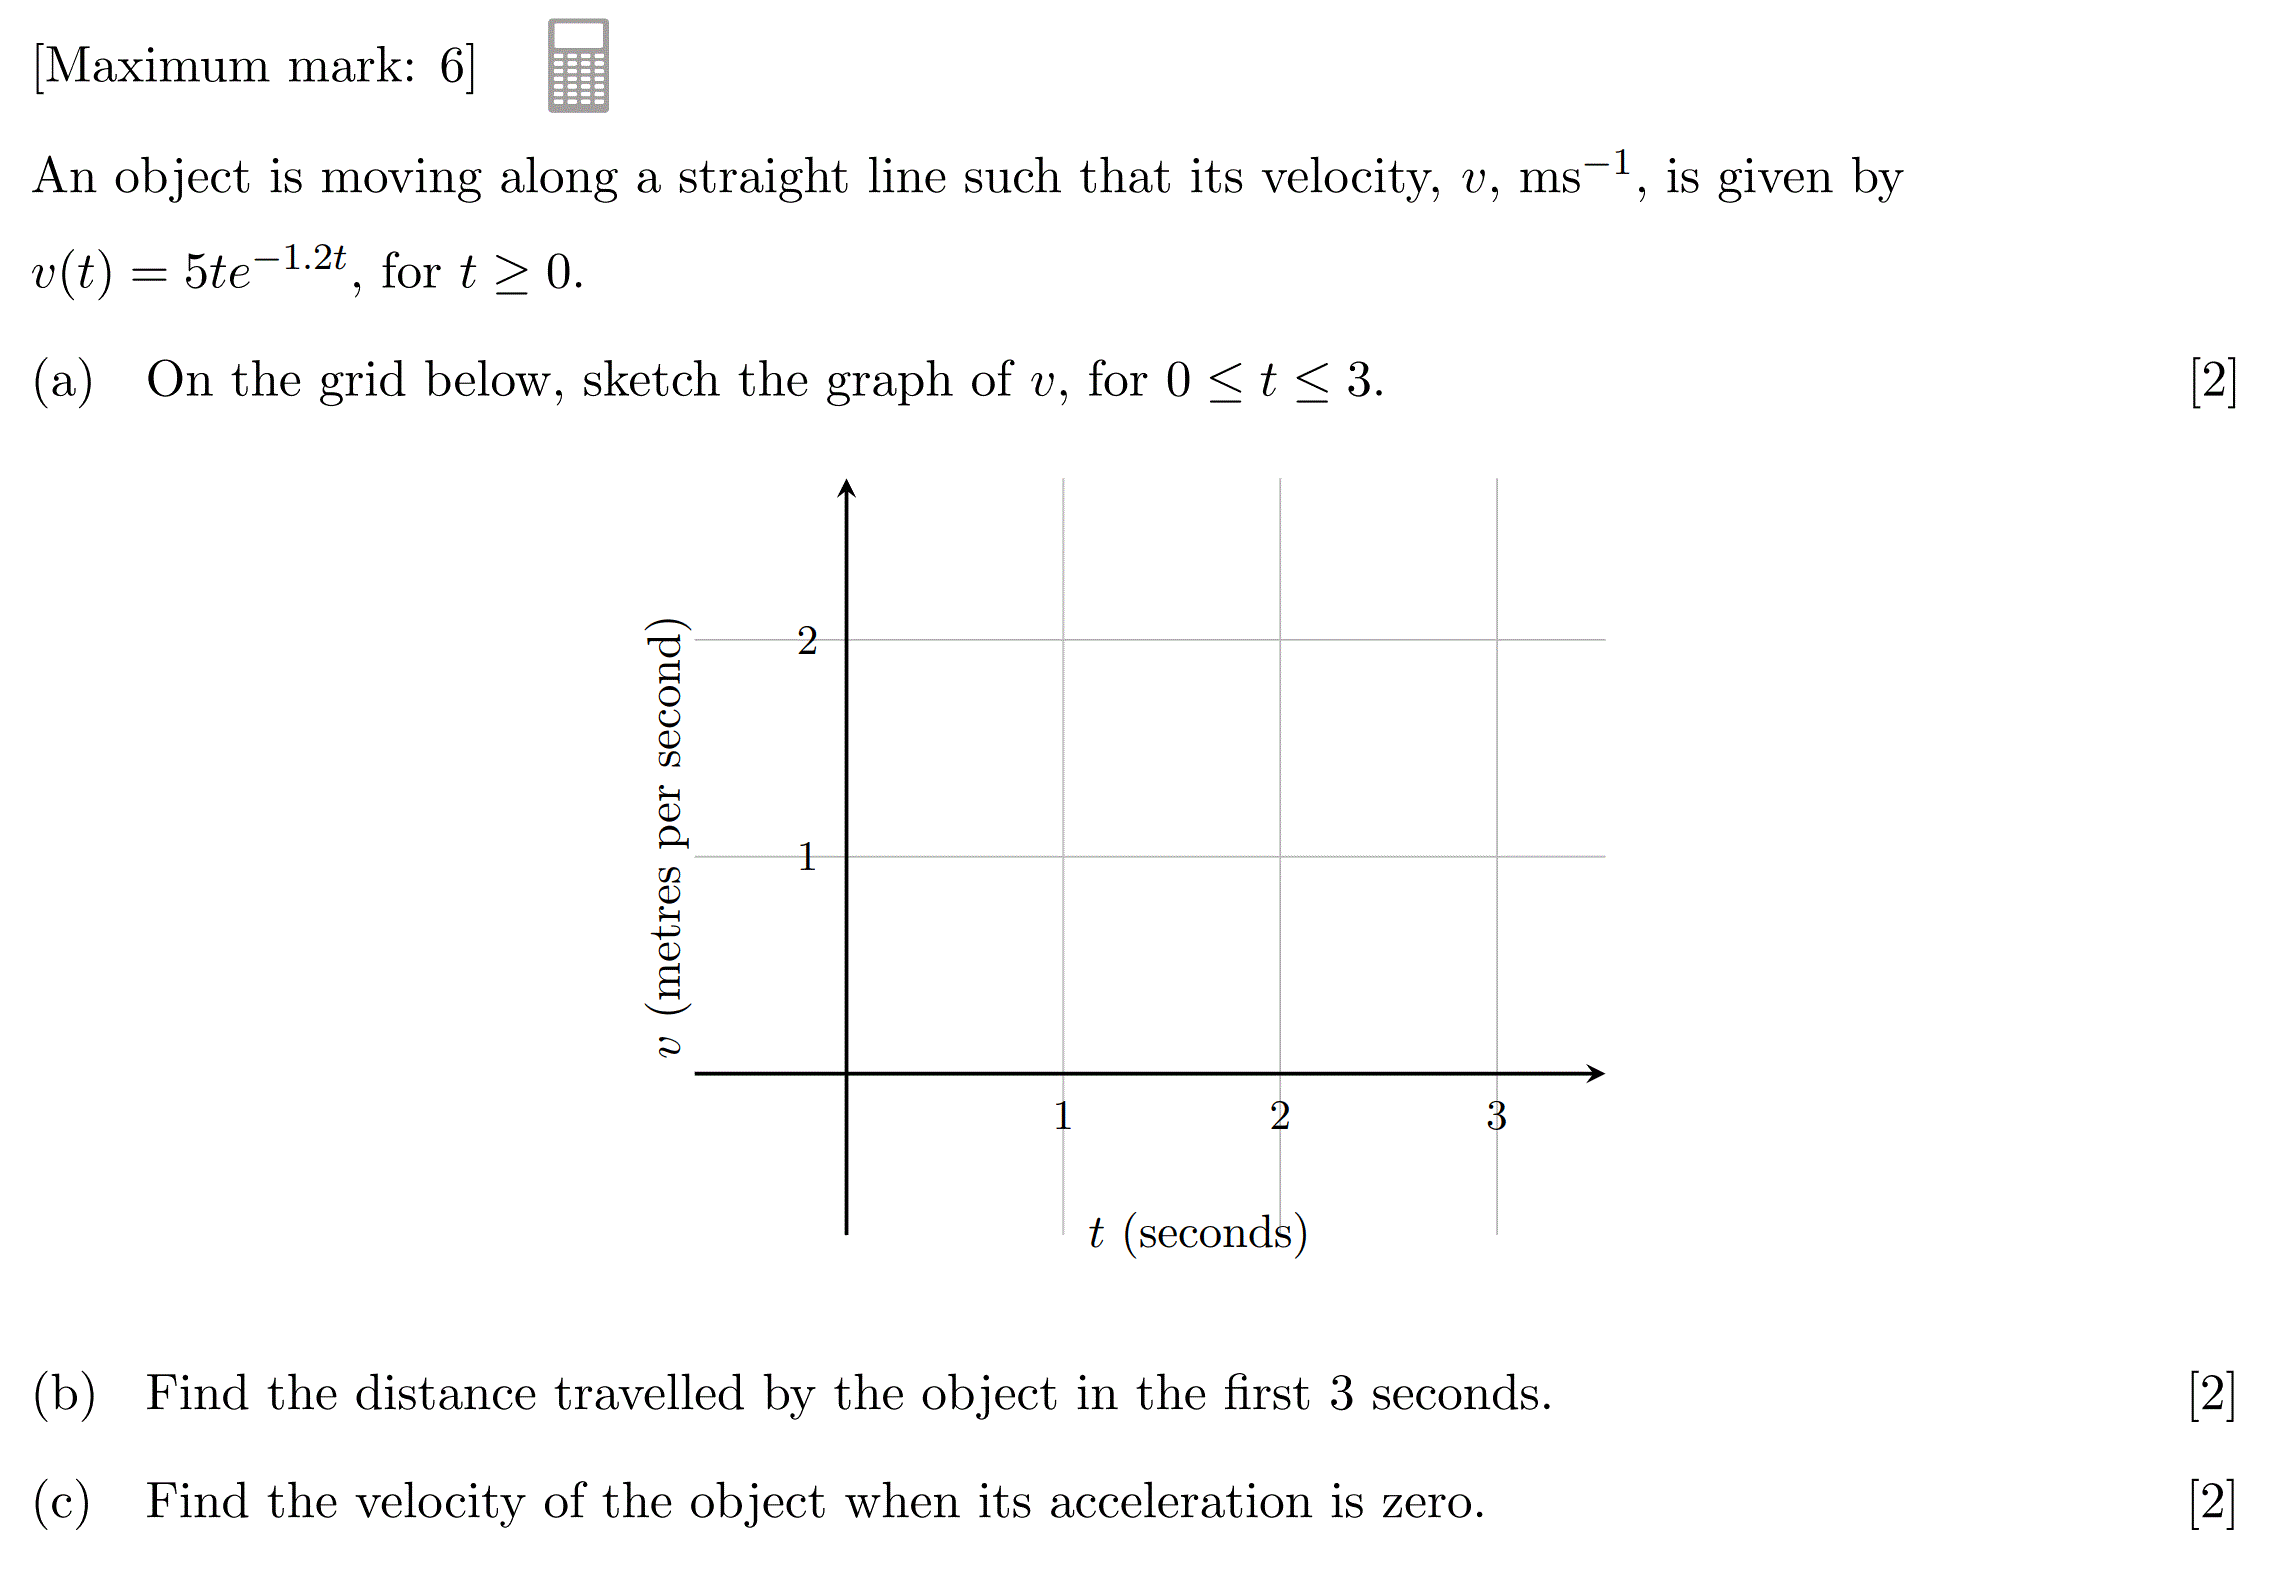 [Maximum mark: 6]
An object is moving along a straight line such that its velocity, v, ms⁻¹, is given by
v(t) = 5te⁻¹·²ᵗ, for t ≥ 0.
(a) On the grid below, sketch the graph of v, for 0 ≤ t ≤ 3. [2]
v (metres per second)
2
1
1 2 3
t (seconds)
(b) Find the distance travelled by the object in the first 3 seconds. [2]
(c) Find the velocity of the object when its acceleration is zero. [2]